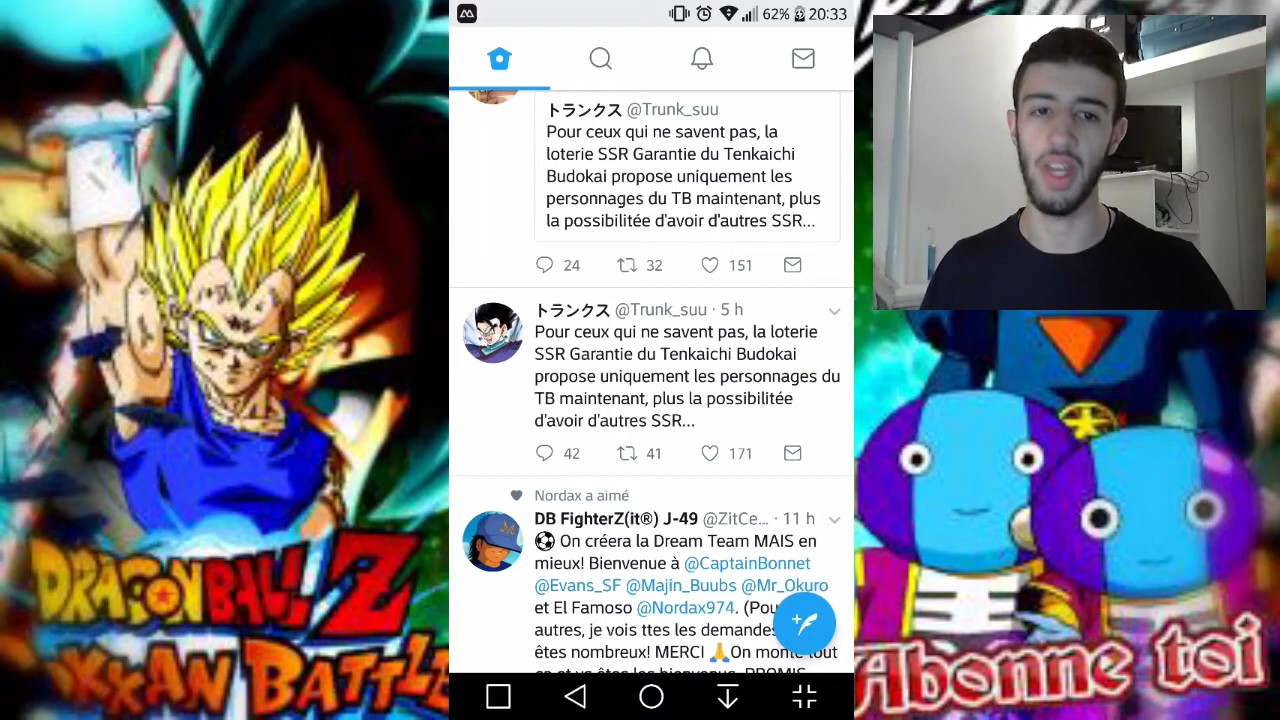 62% 20:33
トランクス @Trunk_suu
Pour ceux qui ne savent pas, la
loterie SSR Garantie du Tenkaichi
Budokai propose uniquement les
personnages du TB maintenant, plus
la possibilitée d'avoir d'autres SSR...
24 32 151
トランクス @Trunk_suu · 5 h
Pour ceux qui ne savent pas, la loterie
SSR Garantie du Tenkaichi Budokai
propose uniquement les personnages du
TB maintenant, plus la possibilitée
d'avoir d'autres SSR...
42 41 171
Nordax a aimé
DB FighterZ(it®) J-49 @ZitCe... · 11 h
⚽ On créera la Dream Team MAIS en
mieux! Bienvenue à @CaptainBonnet
@Evans_SF @Majin_Buubs @Mr_Okuro
et El Famoso @Nordax974. (Pou
autres, je vois ttes les demandes
êtes nombreux! MERCI 🙏On monte tout
DRAGON BALL Z
KKAN BATTLE
Abonne toi